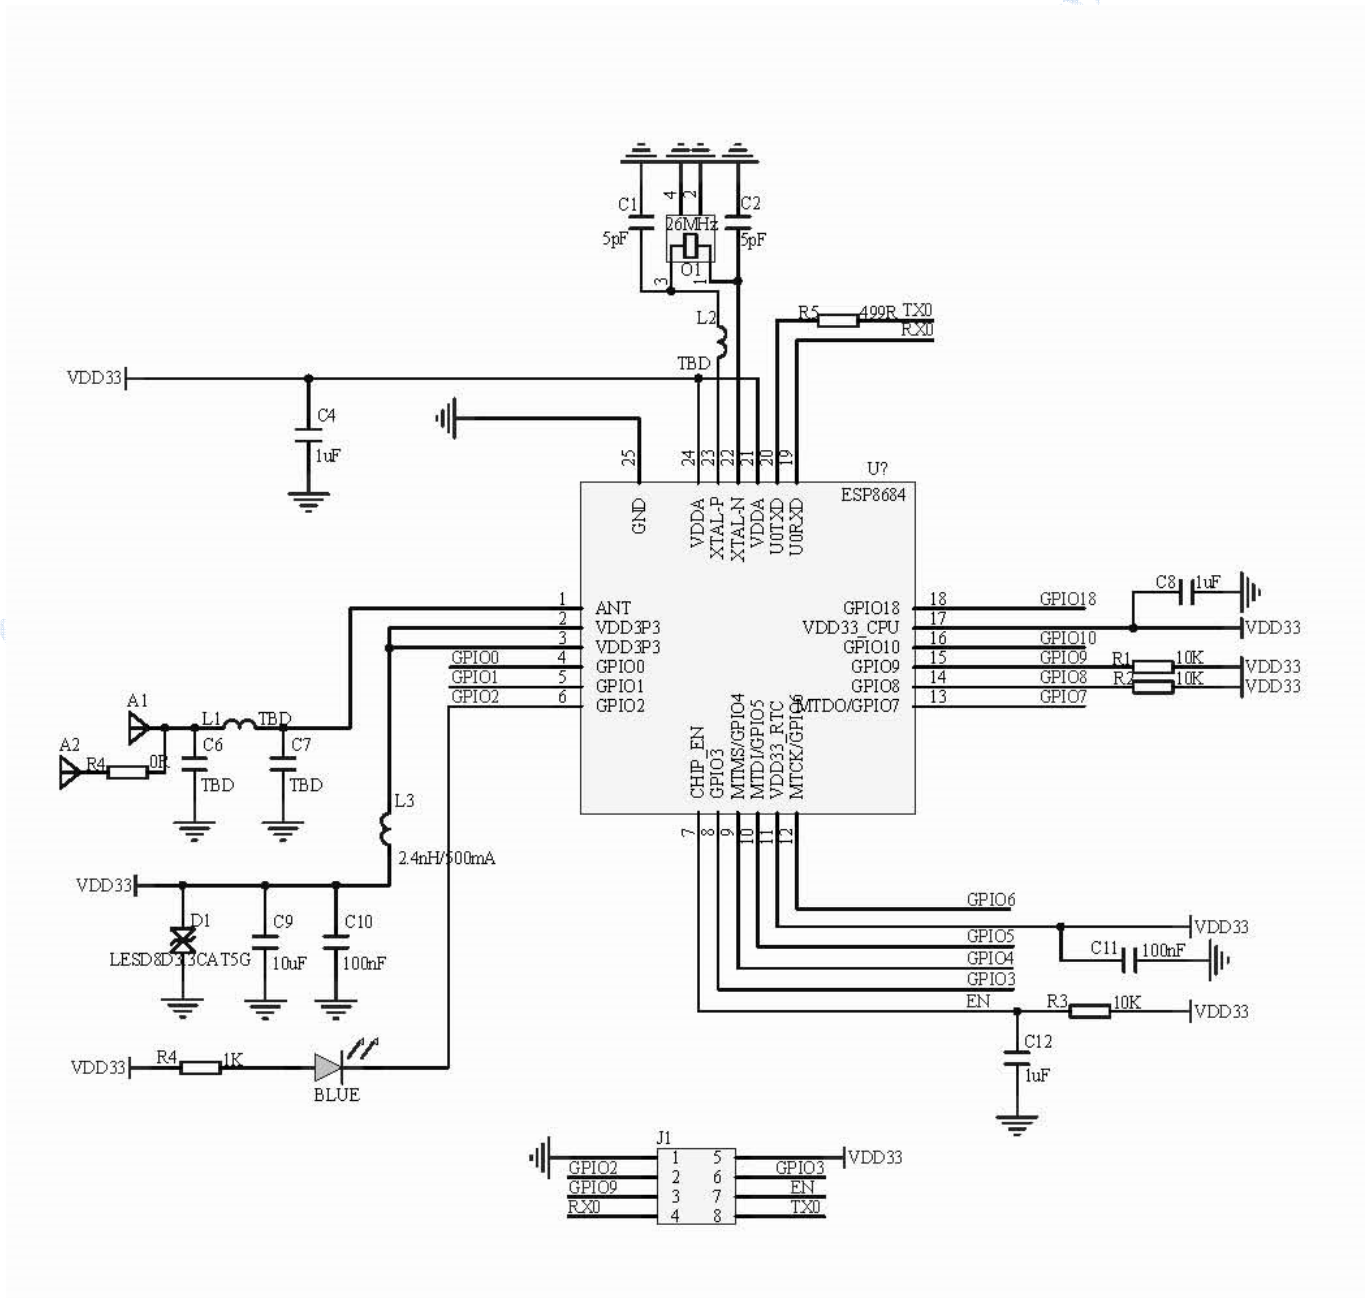 4
2
C1
C2
26MHz
5pF
5pF
O1
3
1
L2
R5
499R
TX0
RX0
TBD
VDD33
C4
1uF
25
24
23
22
21
20
19
U?
ESP8684
GND
VDDA
XTAL-P
XTAL-N
VDDA
U0TXD
U0RXD
C8
1uF
1
ANT
GPIO18
18
GPIO18
2
VDD3P3
VDD33_CPU
17
VDD33
3
VDD3P3
GPIO10
16
GPIO10
GPIO0
4
GPIO0
GPIO9
15
GPIO9
R1
10K
VDD33
GPIO1
5
GPIO1
GPIO8
14
GPIO8
R2
10K
VDD33
GPIO2
6
GPIO2
MTDO/GPIO7
13
GPIO7
A1
L1
TBD
A2
C6
C7
R4
0R
TBD
TBD
CHIP_EN
GPIO3
MTMS/GPIO4
MTDI/GPIO5
VDD33_RTC
MTCK/GPIO6
7
8
9
10
11
12
L3
2.4nH/500mA
VDD33
D1
C9
C10
LESD8D3.3CAT5G
10uF
100nF
GPIO6
VDD33
GPIO5
C11
100nF
GPIO4
GPIO3
EN
R3
10K
VDD33
C12
1uF
VDD33
R4
1K
BLUE
J1
1
5
VDD33
GPIO2
2
6
GPIO3
GPIO9
3
7
EN
RX0
4
8
TX0